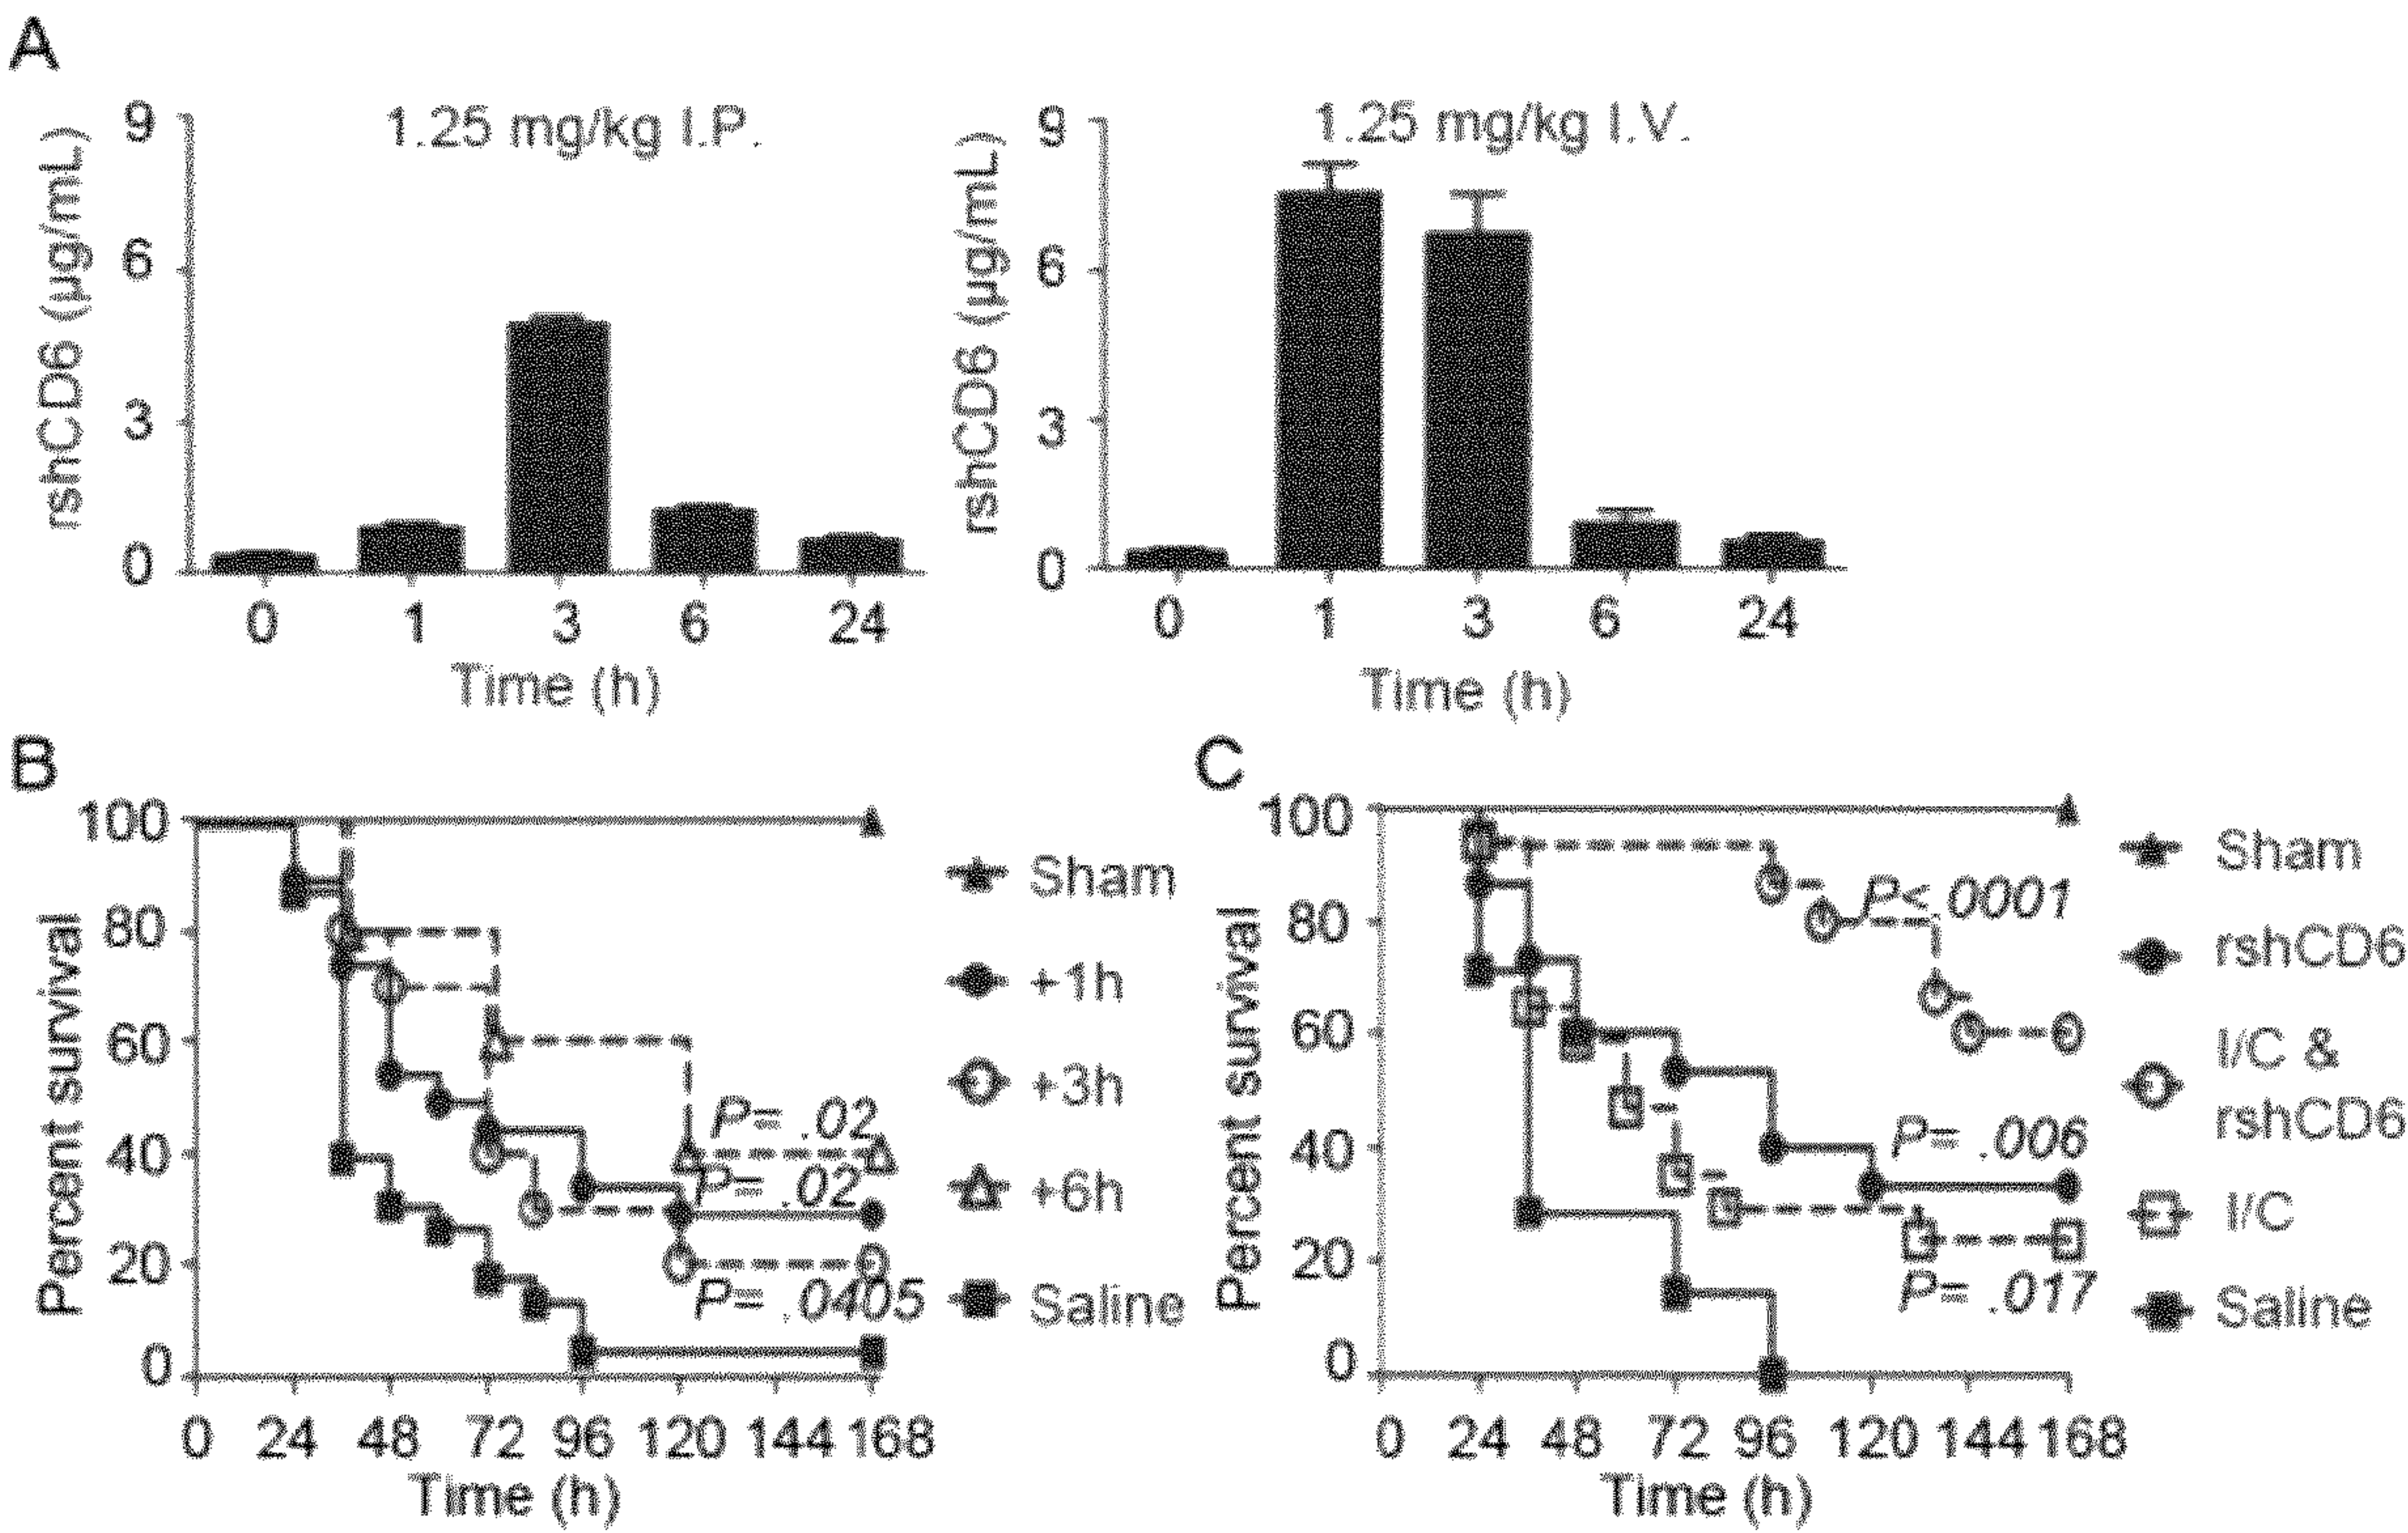 A
1.25 mg/kg I.P.
rshCD6 (µg/mL)
9
6
3
0
0 1 3 6 24
Time (h)
1.25 mg/kg I.V.
rshCD6 (µg/mL)
9
6
3
0
0 1 3 6 24
Time (h)
B
Percent survival
100
80
60
40
20
0
P= .02
P= .02
P= .0405
0 24 48 72 96 120 144 168
Time (h)
Sham
+1h
+3h
+6h
Saline
C
Percent survival
100
80
60
40
20
0
P<.0001
P= .006
P= .017
0 24 48 72 96 120 144 168
Time (h)
Sham
rshCD6
I/C &
rshCD6
I/C
Saline